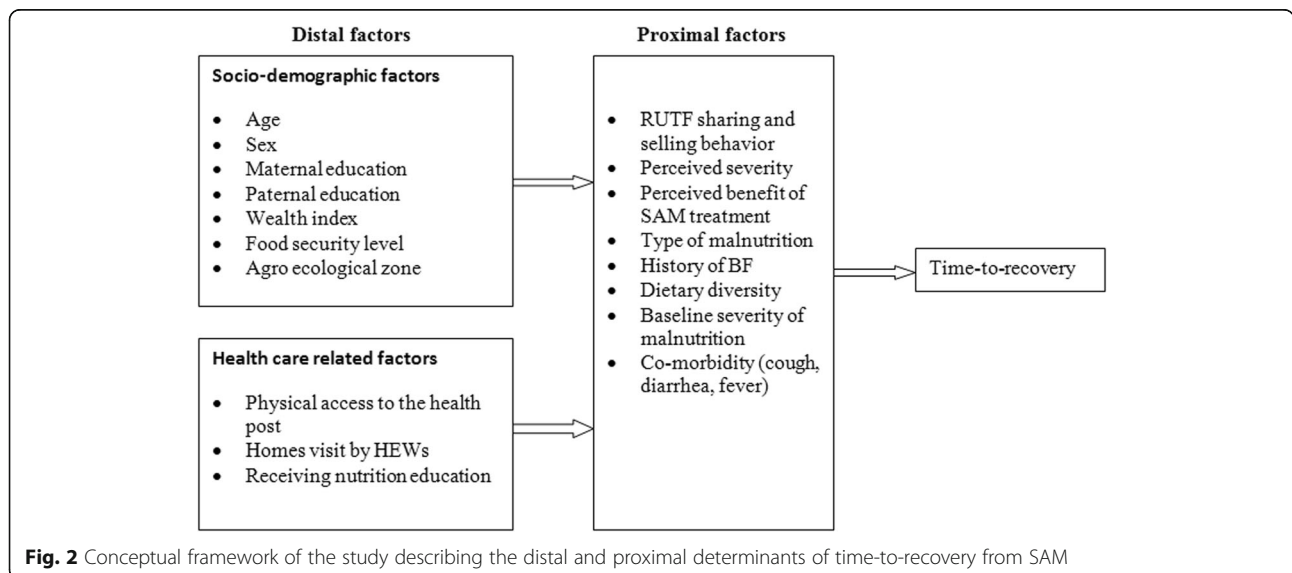 Distal factors
Proximal factors
Socio-demographic factors
• Age
• Sex
• Maternal education
• Paternal education
• Wealth index
• Food security level
• Agro ecological zone
Health care related factors
• Physical access to the health
post
• Homes visit by HEWs
• Receiving nutrition education
• RUTF sharing and
selling behavior
• Perceived severity
• Perceived benefit of
SAM treatment
• Type of malnutrition
• History of BF
• Dietary diversity
• Baseline severity of
malnutrition
• Co-morbidity (cough,
diarrhea, fever)
Time-to-recovery
Fig. 2 Conceptual framework of the study describing the distal and proximal determinants of time-to-recovery from SAM